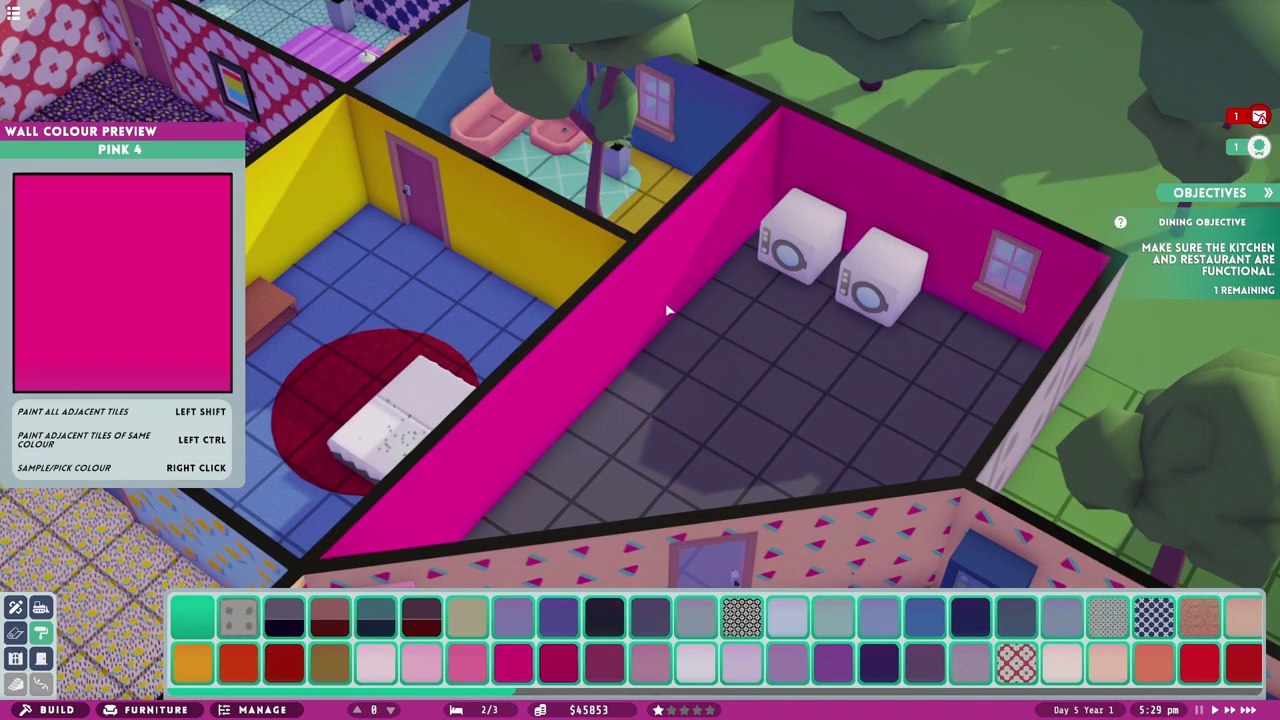 WALL COLOUR PREVIEW
PINK 4
PAINT ALL ADJACENT TILES LEFT SHIFT
PAINT ADJACENT TILES OF SAME
COLOUR LEFT CTRL
SAMPLE/PICK COLOUR RIGHT CLICK
1
1
OBJECTIVES
? DINING OBJECTIVE
MAKE SURE THE KITCHEN
AND RESTAURANT ARE
FUNCTIONAL.
1 REMAINING
BUILD FURNITURE MANAGE 0 2/3 $45853 DAY 5 YEAR 1 5:29 PM